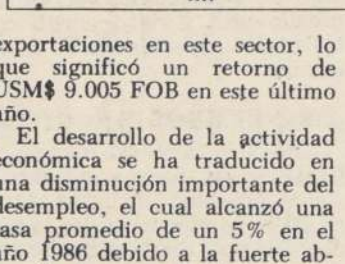 exportaciones en este sector, lo
que significó un retorno de
USM$ 9.005 FOB en este último
año.
El desarrollo de la actividad
económica se ha traducido en
una disminución importante del
desempleo, el cual alcanzó una
tasa promedio de un 5% en el
año 1986 debido a la fuerte ab-